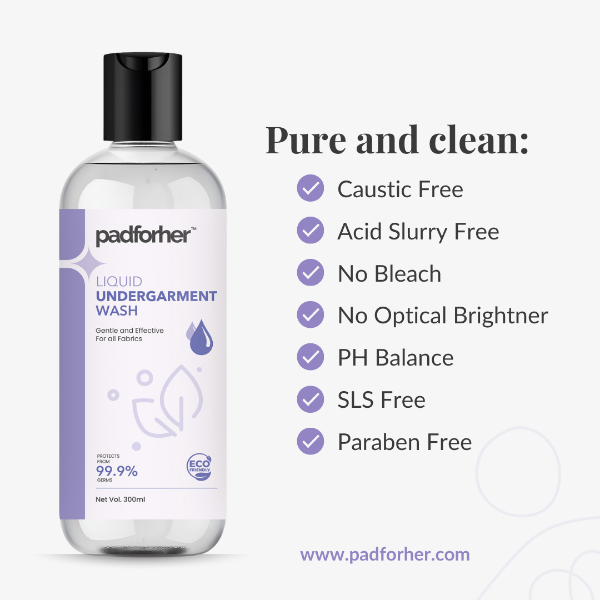 Pure and clean:
Caustic Free
Acid Slurry Free
No Bleach
No Optical Brightner
PH Balance
SLS Free
Paraben Free
www.padforher.com
padforher™
LIQUID
UNDERGARMENT
WASH
Gentle and Effective
For all Fabrics
PROTECTS
FROM
99.9%
GERMS
ECO
FRIENDLY
Net Vol. 300ml